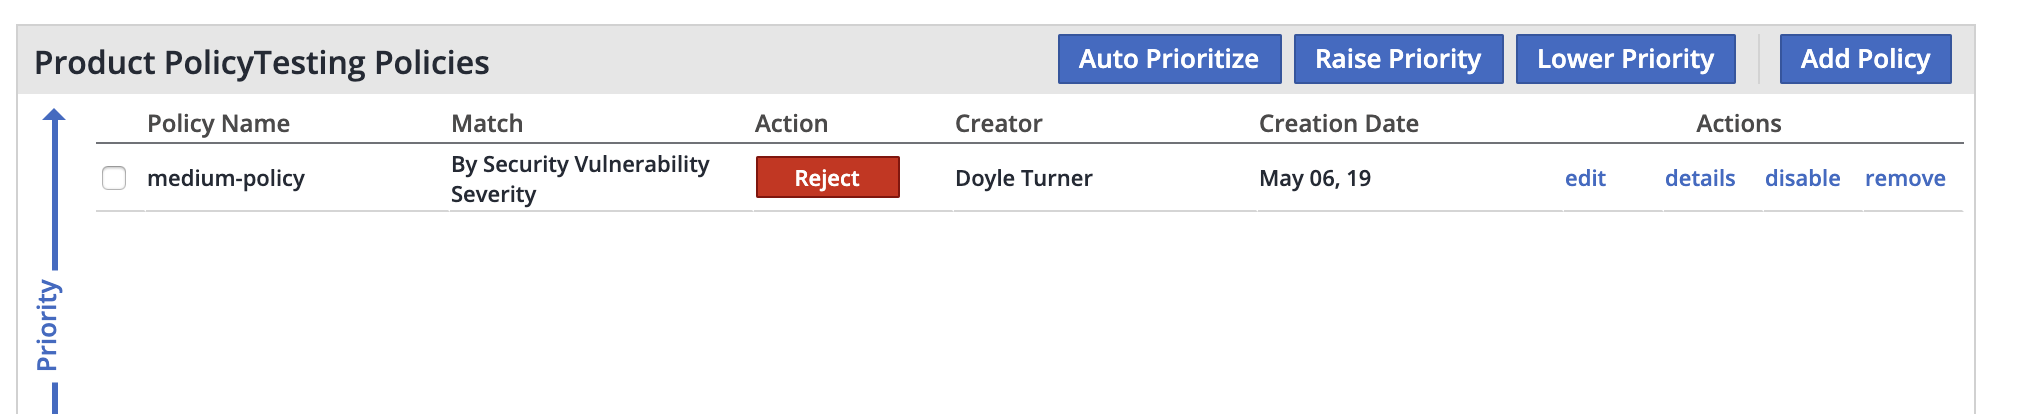 Product PolicyTesting Policies
Auto Prioritize
Raise Priority
Lower Priority
Add Policy
Policy Name
Match
Action
Creator
Creation Date
Actions
medium-policy
By Security Vulnerability
Severity
Reject
Doyle Turner
May 06, 19
edit
details
disable
remove
Priority